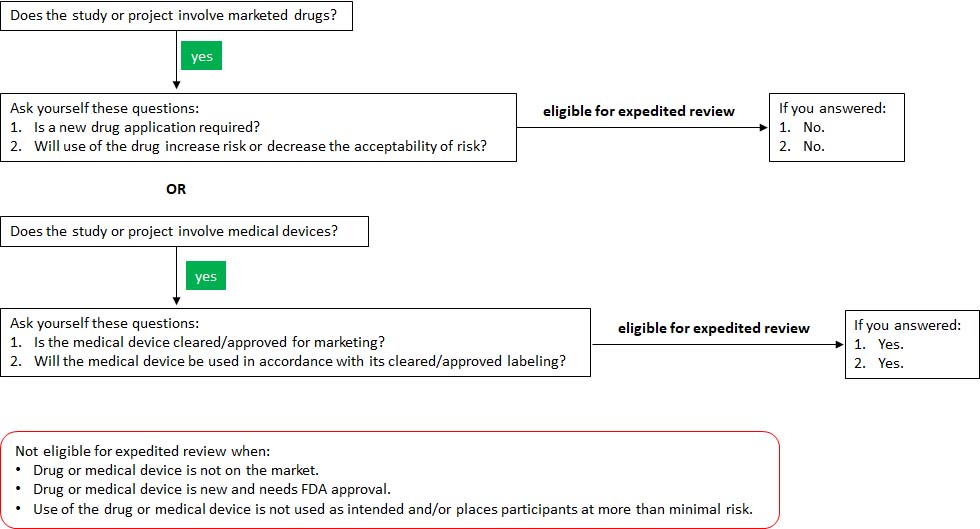 Does the study or project involve marketed drugs?
yes
Ask yourself these questions:
1. Is a new drug application required?
2. Will use of the drug increase risk or decrease the acceptability of risk?
eligible for expedited review
If you answered:
1. No.
2. No.
OR
Does the study or project involve medical devices?
yes
Ask yourself these questions:
1. Is the medical device cleared/approved for marketing?
2. Will the medical device be used in accordance with its cleared/approved labeling?
eligible for expedited review
If you answered:
1. Yes.
2. Yes.
Not eligible for expedited review when:
• Drug or medical device is not on the market.
• Drug or medical device is new and needs FDA approval.
• Use of the drug or medical device is not used as intended and/or places participants at more than minimal risk.